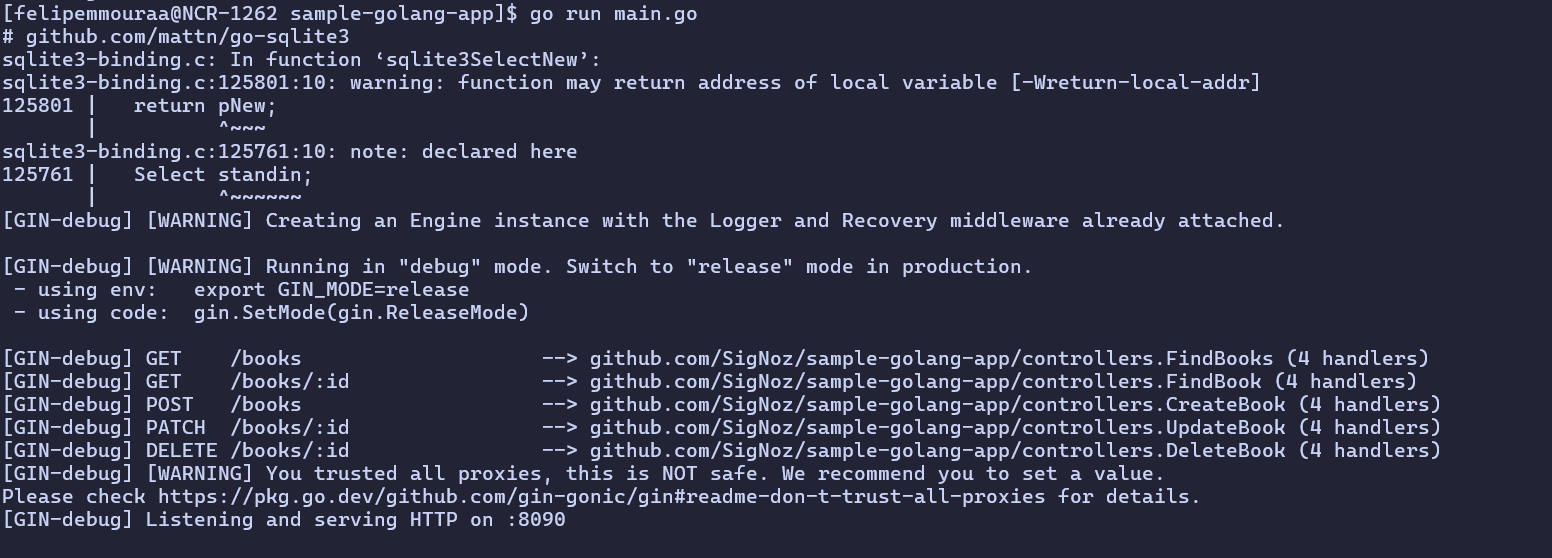 [felipemmouraa@NCR-1262 sample-golang-app]$ go run main.go
# github.com/mattn/go-sqlite3
sqlite3-binding.c: In function ‘sqlite3SelectNew’:
sqlite3-binding.c:125801:10: warning: function may return address of local variable [-Wreturn-local-addr]
125801 |   return pNew;
       |          ^~~~
sqlite3-binding.c:125761:10: note: declared here
125761 |   Select standin;
       |          ^~~~~~~
[GIN-debug] [WARNING] Creating an Engine instance with the Logger and Recovery middleware already attached.

[GIN-debug] [WARNING] Running in "debug" mode. Switch to "release" mode in production.
 - using env:   export GIN_MODE=release
 - using code:  gin.SetMode(gin.ReleaseMode)

[GIN-debug] GET    /books                    --> github.com/SigNoz/sample-golang-app/controllers.FindBooks (4 handlers)
[GIN-debug] GET    /books/:id                --> github.com/SigNoz/sample-golang-app/controllers.FindBook (4 handlers)
[GIN-debug] POST   /books                    --> github.com/SigNoz/sample-golang-app/controllers.CreateBook (4 handlers)
[GIN-debug] PATCH  /books/:id                --> github.com/SigNoz/sample-golang-app/controllers.UpdateBook (4 handlers)
[GIN-debug] DELETE /books/:id                --> github.com/SigNoz/sample-golang-app/controllers.DeleteBook (4 handlers)
[GIN-debug] [WARNING] You trusted all proxies, this is NOT safe. We recommend you to set a value.
Please check https://pkg.go.dev/github.com/gin-gonic/gin#readme-don-t-trust-all-proxies for details.
[GIN-debug] Listening and serving HTTP on :8090